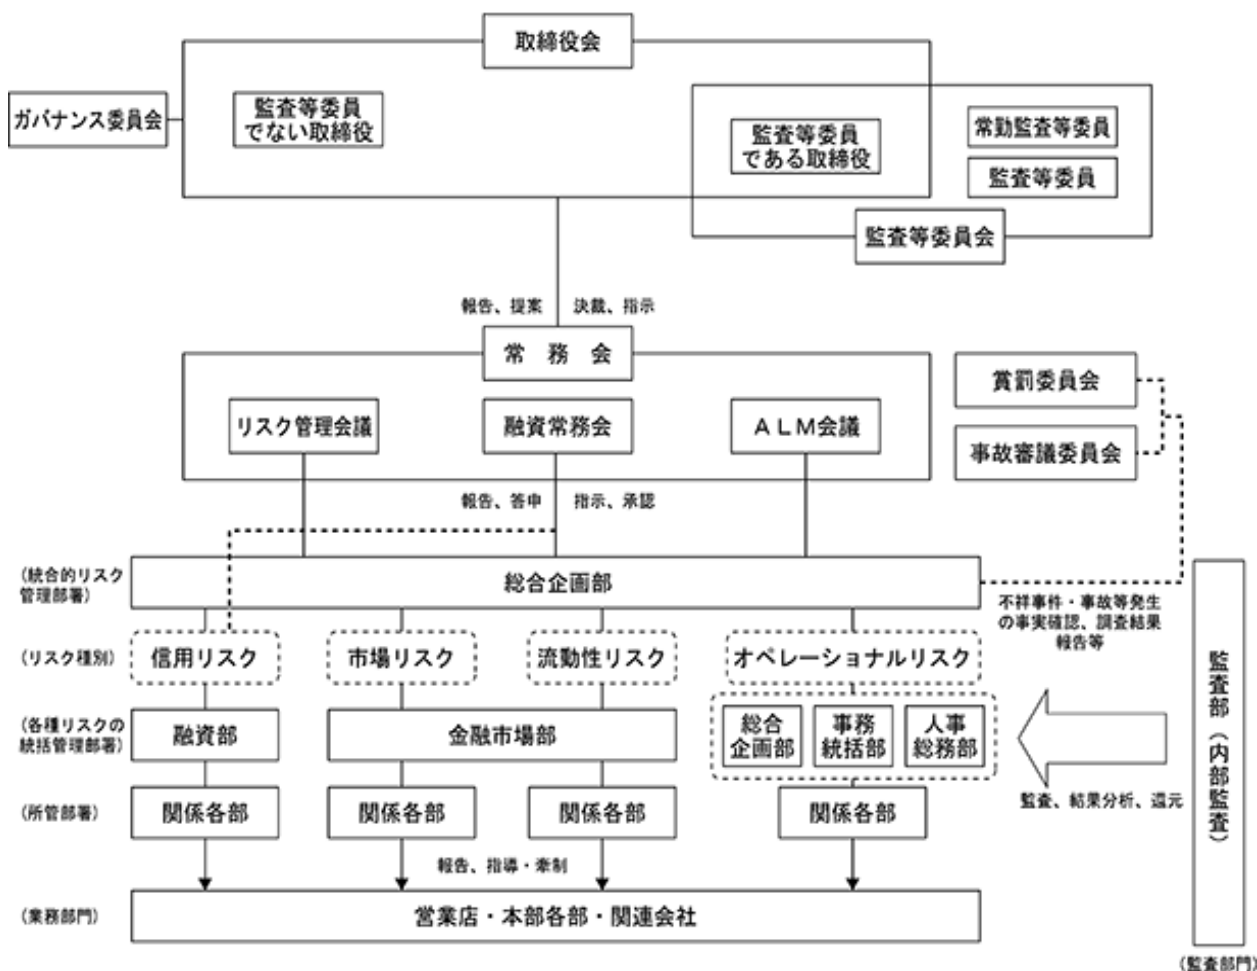 取締役会
ガバナンス委員会
監査等委員
でない取締役
監査等委員
である取締役
常勤監査等委員
監査等委員
監査等委員会
報告、提案
決裁、指示
常務会
リスク管理会議
融資常務会
ALM会議
賞罰委員会
事故審議委員会
報告、答申
指示、承認
(統合的リスク
管理部署)
総合企画部
不祥事件・事故等発生
の事実確認、調査結果
報告等
(リスク種別)
信用リスク
市場リスク
流動性リスク
オペレーショナルリスク
(各種リスクの
統括管理部署)
融資部
金融市場部
総合
企画部
事務
統括部
人事
総務部
監査、結果分析、還元
監査部(内部監査)
(所管部署)
関係各部
関係各部
関係各部
関係各部
報告、指導・牽制
(業務部門)
営業店・本部各部・関連会社
(監査部門)